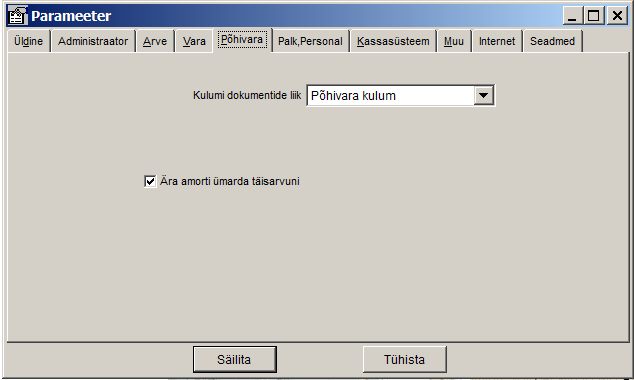 Parameeter
Üldine Administraator Arve Vara Põhivara Palk,Personal Kassasüsteem Muu Internet Seadmed
Kulumi dokumentide liik Põhivara kulum
Ära amorti ümarda täisarvuni
Säilita Tühista